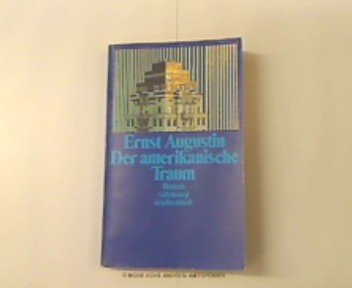 Ernst Augustin
Der amerikanische
Traum
Roman
suhrkamp
taschenbuch